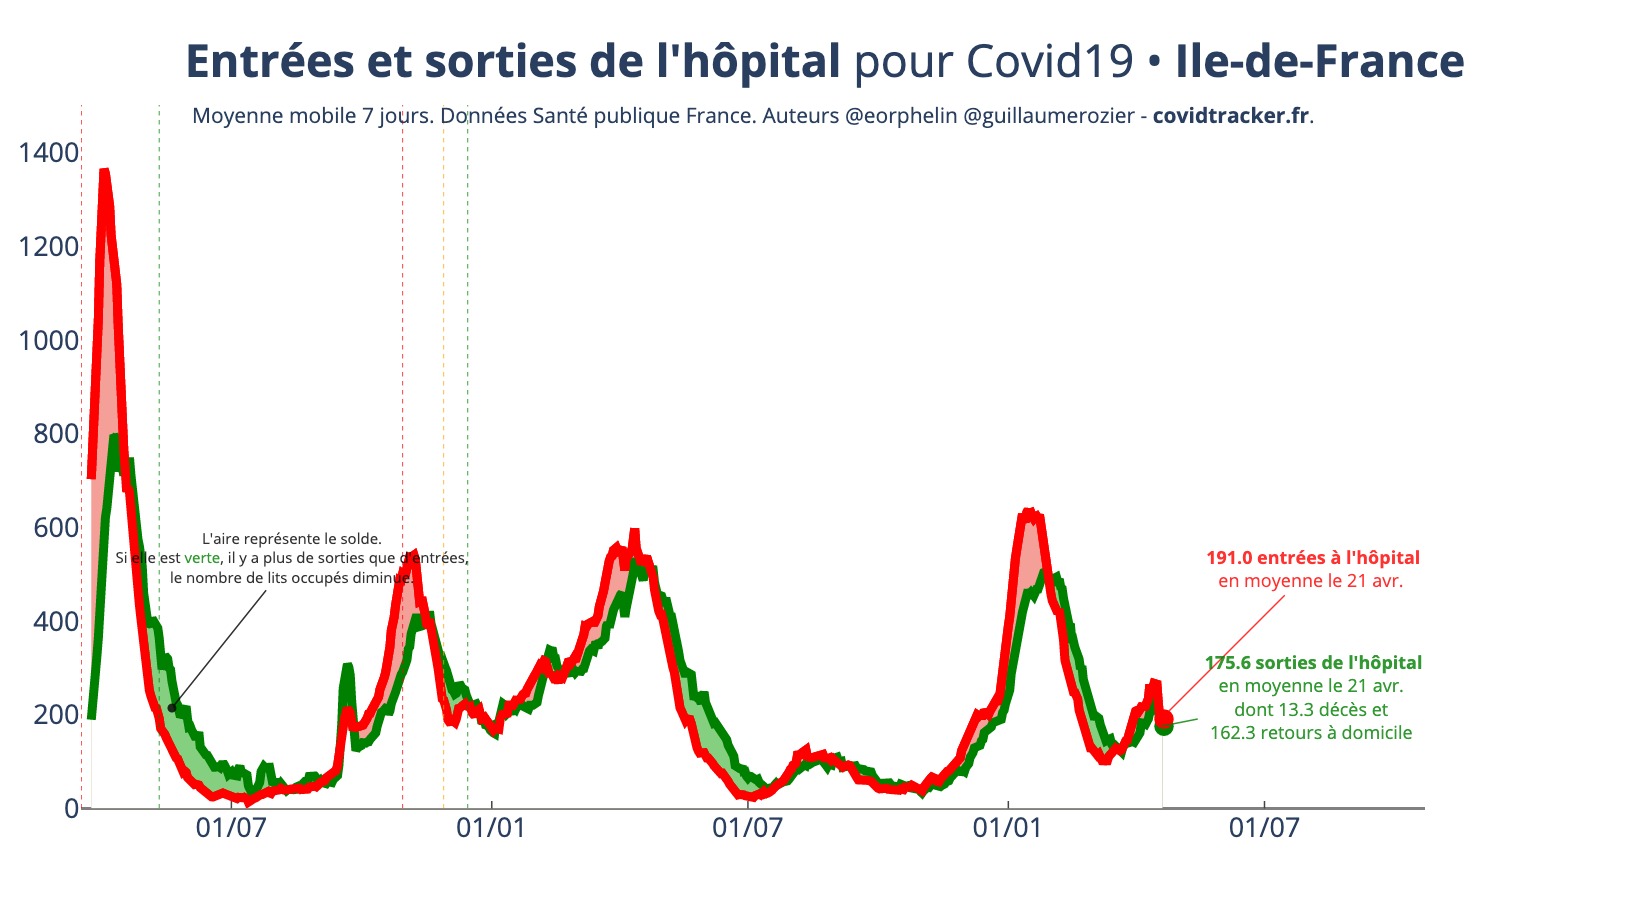 Entrées et sorties de l'hôpital pour Covid19 • Ile-de-France
Moyenne mobile 7 jours. Données Santé publique France. Auteurs @eorphelin @guillaumerozier - covidtracker.fr.
1400
1200
1000
800
600
400
200
0
L'aire représente le solde.
Si elle est verte, il y a plus de sorties que d'entrées,
le nombre de lits occupés diminue.
191.0 entrées à l'hôpital
en moyenne le 21 avr.
175.6 sorties de l'hôpital
en moyenne le 21 avr.
dont 13.3 décès et
162.3 retours à domicile
01/07
01/01
01/07
01/01
01/07